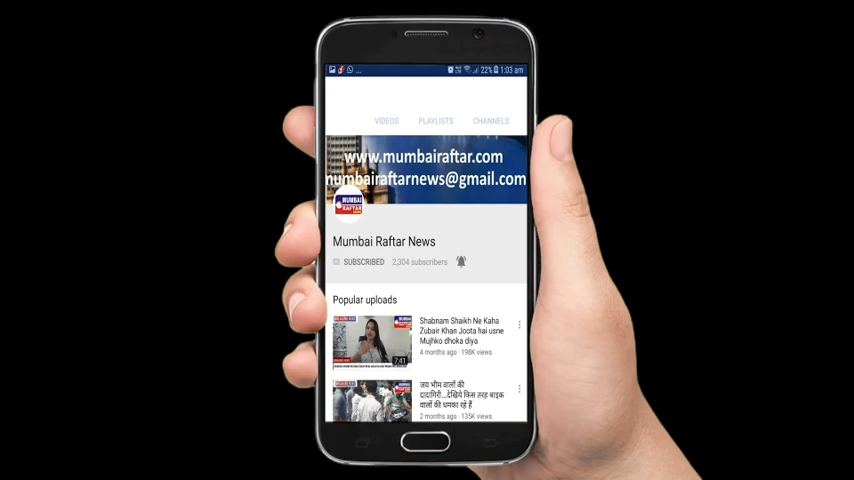 22% 1:03 am
VIDEOS PLAYLISTS CHANNELS
www.mumbairaftar.com
numbairaftarnews@gmail.com
MUMBAI
RAFTAR
Mumbai Raftar News
SUBSCRIBED 2,304 subscribers
Popular uploads
Shabnam Shaikh Ne Kaha
Zubair Khan Joota hai usne
Mujhko dhoka diya
4 months ago · 198K views
7:41
जय भीम वालों की
दादागिरी...देखिये किस तरह बाइक
वालों की धमका रहे हैं
2 months ago · 135K views